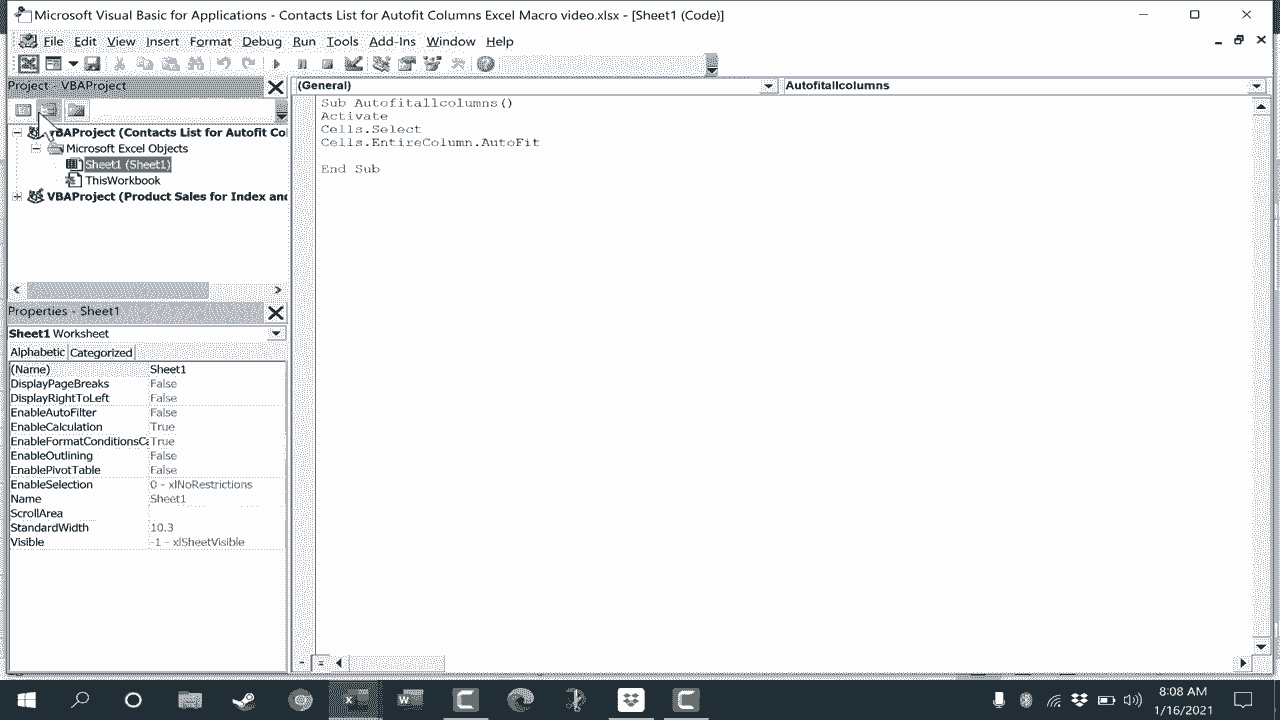 Microsoft Visual Basic for Applications - Contacts List for Autofit Columns Excel Macro video.xlsx - [Sheet1 (Code)]
File Edit View Insert Format Debug Run Tools Add-Ins Window Help
Project - VBAProject
VBAProject (Contacts List for Autofit Co
Microsoft Excel Objects
Sheet1 (Sheet1)
ThisWorkbook
VBAProject (Product Sales for Index and
Properties - Sheet1
Sheet1 Worksheet
Alphabetic Categorized
(Name) Sheet1
DisplayPageBreaks False
DisplayRightToLeft False
EnableAutoFilter False
EnableCalculation True
EnableFormatConditionsCa True
EnableOutlining False
EnablePivotTable False
EnableSelection 0 - xlNoRestrictions
Name Sheet1
ScrollArea
StandardWidth 10.3
Visible -1 - xlSheetVisible
(General) Autofitallcolumns
Sub Autofitallcolumns()
Activate
Cells.Select
Cells.EntireColumn.AutoFit
End Sub
8:08 AM
1/16/2021